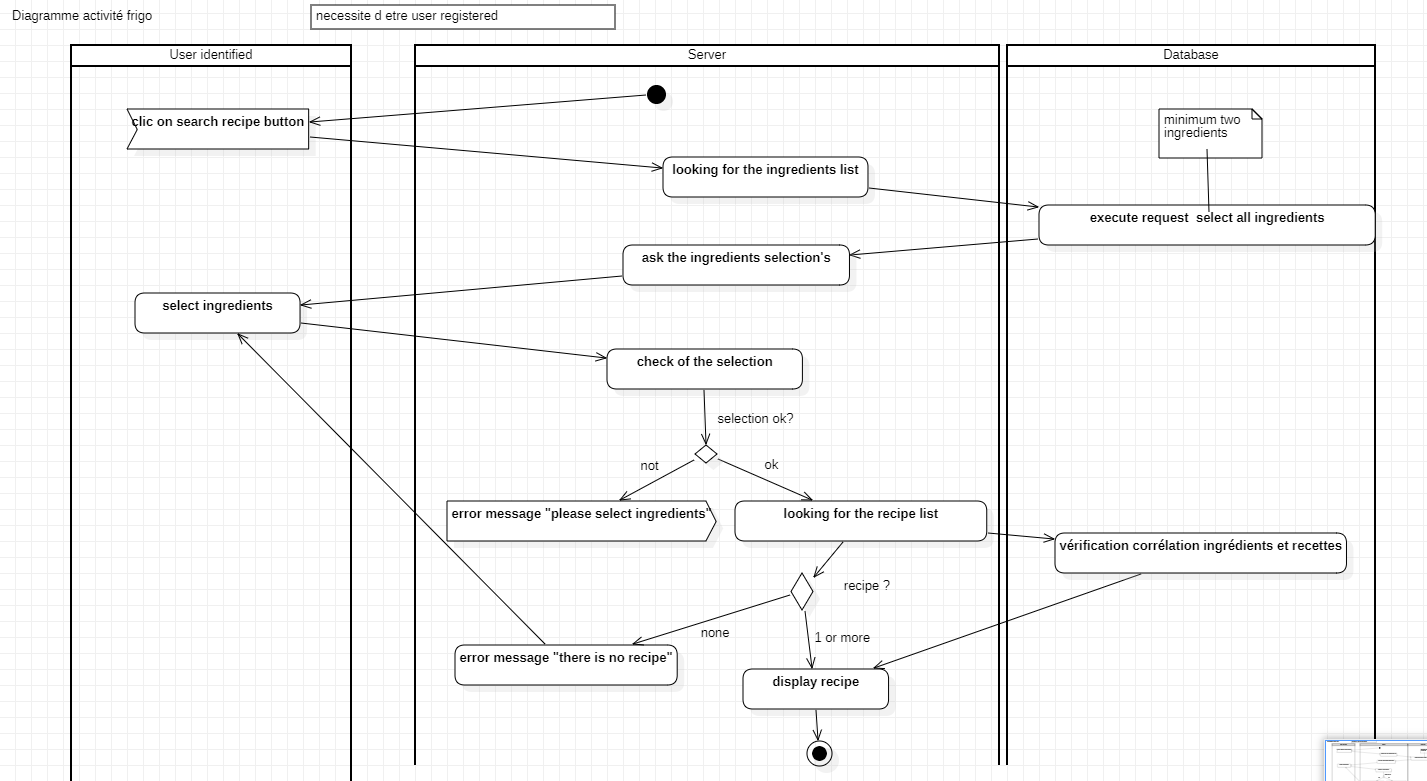 Diagramme activité frigo
necessite d etre user registered
User identified
Server
Database
clic on search recipe button
minimum two
ingredients
looking for the ingredients list
execute request  select all ingredients
ask the ingredients selection's
select ingredients
check of the selection
selection ok?
not
ok
error message "please select ingredients"
looking for the recipe list
vérification corrélation ingrédients et recettes
recipe ?
none
1 or more
error message "there is no recipe"
display recipe